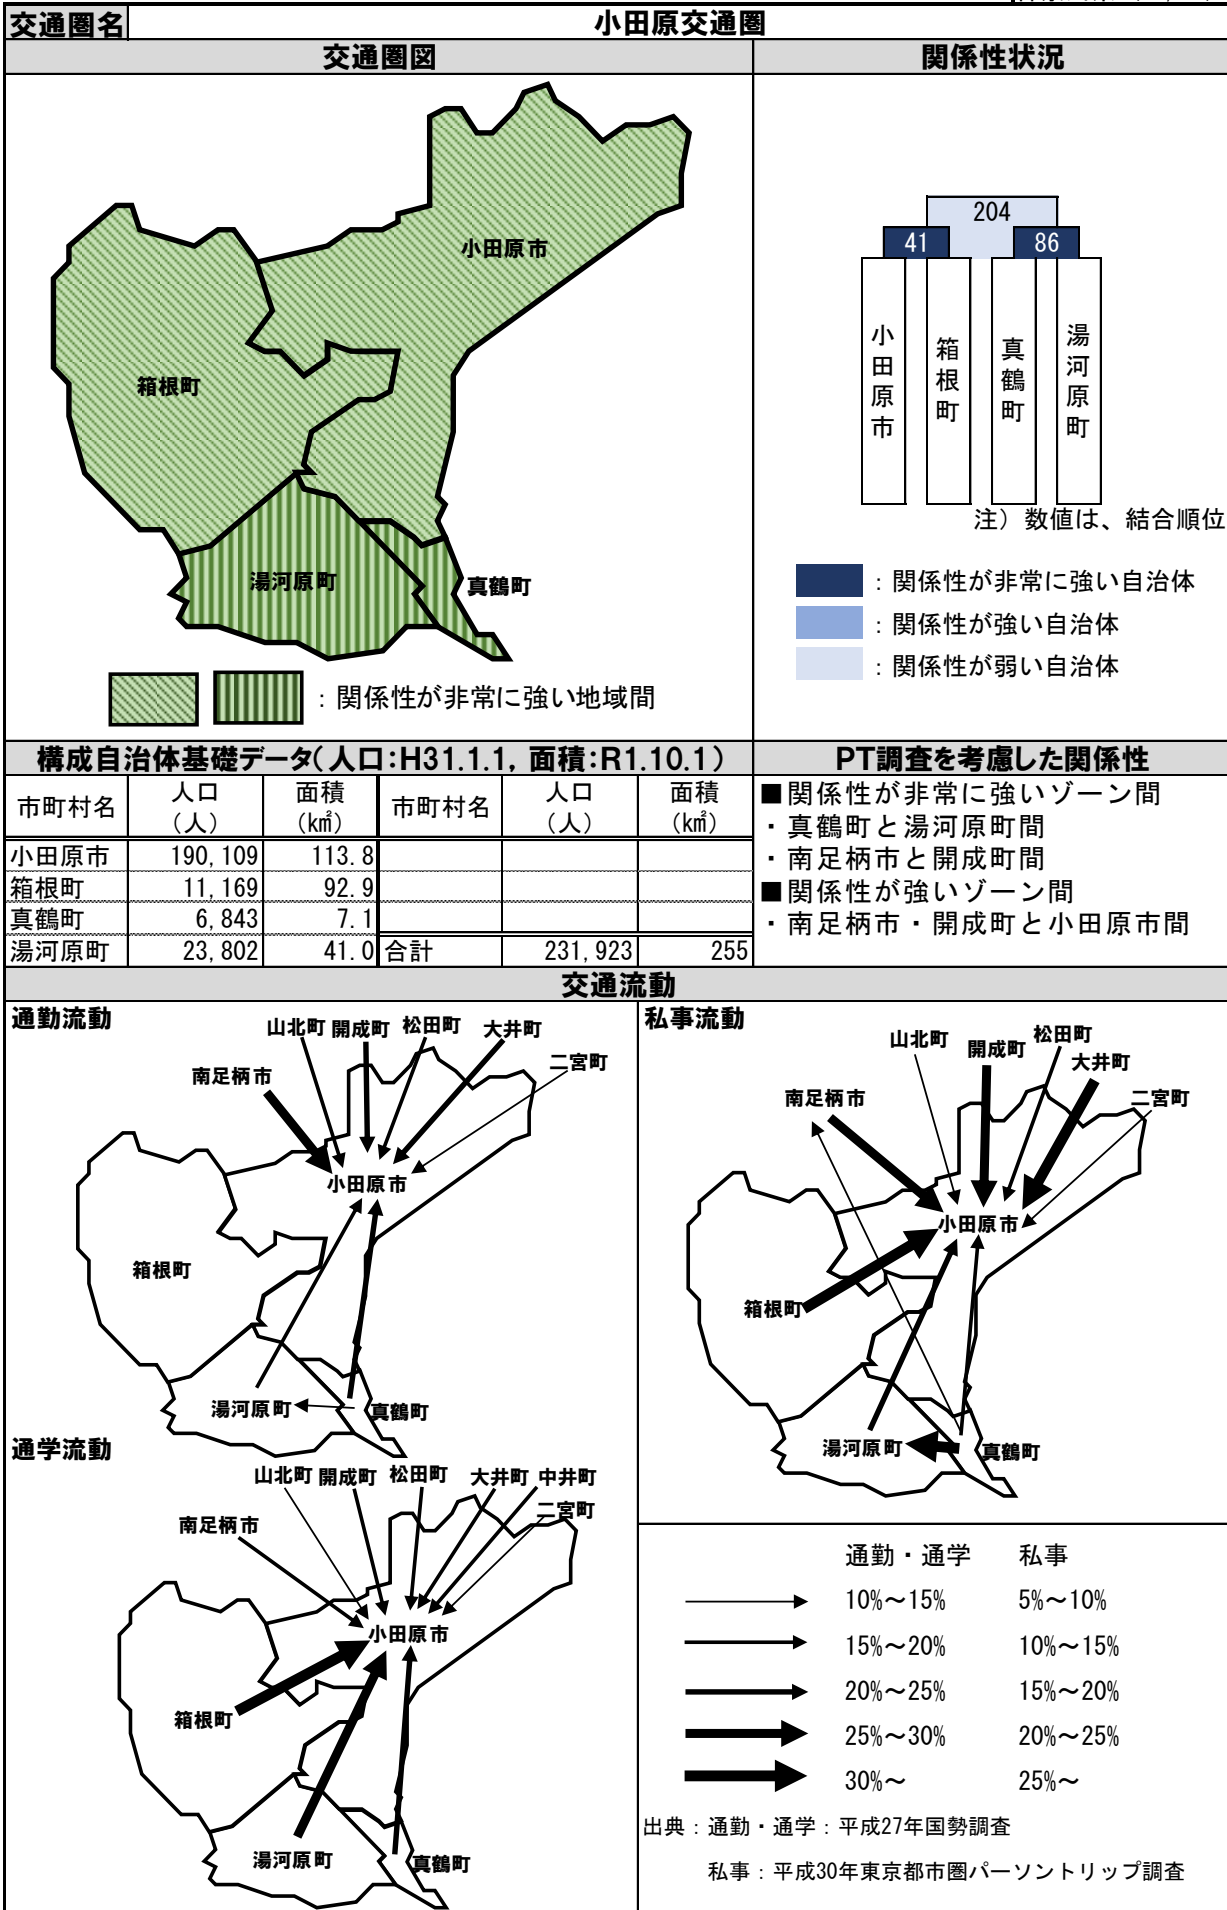 交通圏名
小田原交通圏
交通圏図
関係性状況
小田原市
箱根町
湯河原町
真鶴町
：関係性が非常に強い地域間
204
41
86
小田原市
箱根町
真鶴町
湯河原町
注）数値は、結合順位
：関係性が非常に強い自治体
：関係性が強い自治体
：関係性が弱い自治体
構成自治体基礎データ（人口：H31.1.1，面積：R1.10.1）
市町村名 人口（人） 面積（㎢） 市町村名 人口（人） 面積（㎢）
小田原市 190,109 113.8
箱根町 11,169 92.9
真鶴町 6,843 7.1
湯河原町 23,802 41.0 合計 231,923 255
PT調査を考慮した関係性
■関係性が非常に強いゾーン間
・真鶴町と湯河原町間
・南足柄市と開成町間
■関係性が強いゾーン間
・南足柄市・開成町と小田原市間
交通流動
通勤流動
山北町
開成町
松田町
大井町
二宮町
南足柄市
小田原市
箱根町
湯河原町
真鶴町
通学流動
山北町
開成町
松田町
大井町
中井町
二宮町
南足柄市
小田原市
箱根町
湯河原町
真鶴町
私事流動
山北町
開成町
松田町
大井町
二宮町
南足柄市
小田原市
箱根町
湯河原町
真鶴町
通勤・通学 私事
10%～15% 5%～10%
15%～20% 10%～15%
20%～25% 15%～20%
25%～30% 20%～25%
30%～ 25%～
出典：通勤・通学：平成27年国勢調査
私事：平成30年東京都市圏パーソントリップ調査